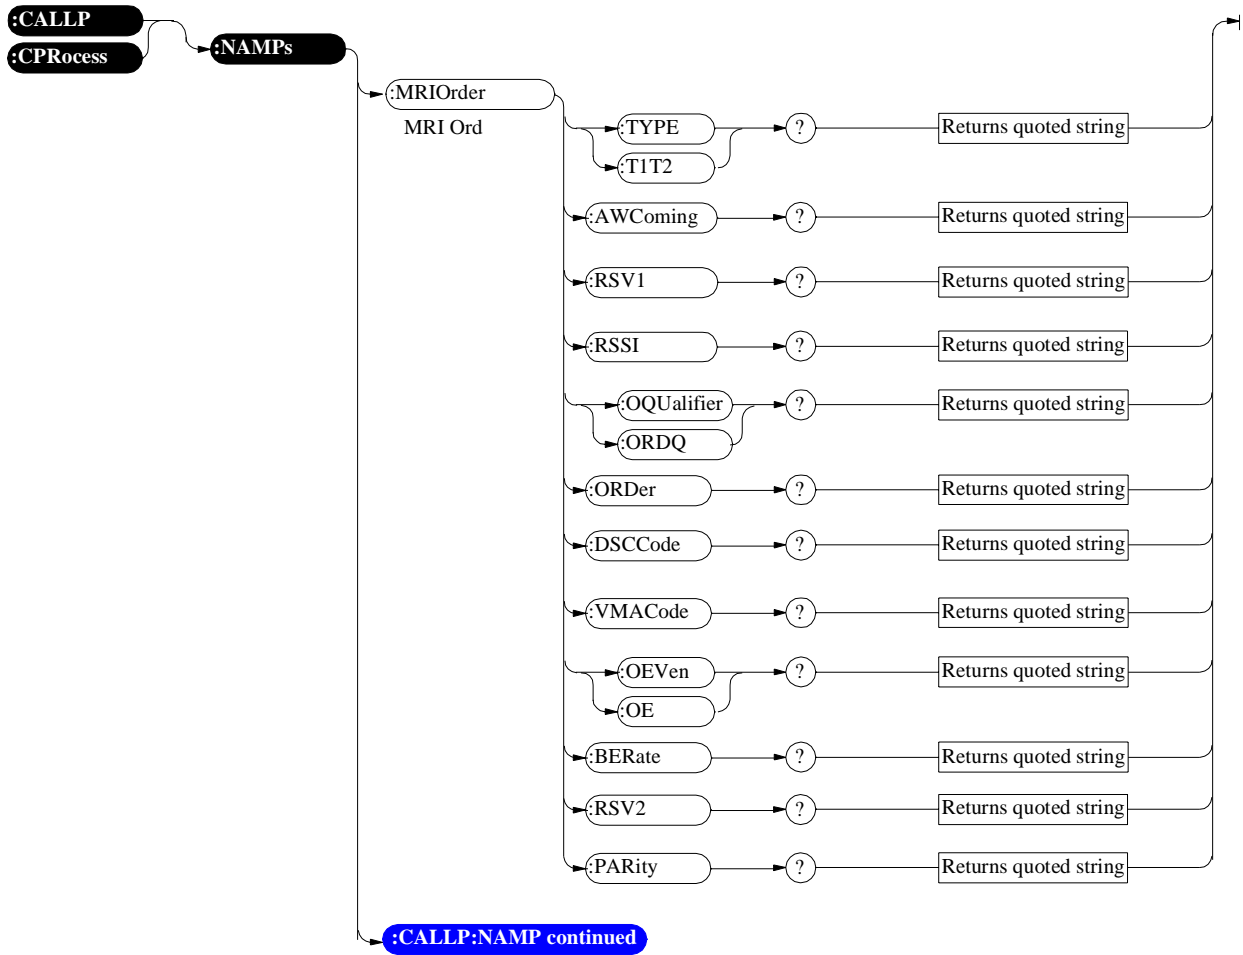 :CALLP
:CPRocess
:NAMPs
:MRIOrder
MRI Ord
:TYPE ? Returns quoted string
:T1T2
:AWComing ? Returns quoted string
:RSV1 ? Returns quoted string
:RSSI ? Returns quoted string
:OQUalifier ? Returns quoted string
:ORDQ
:ORDer ? Returns quoted string
:DSCCode ? Returns quoted string
:VMACode ? Returns quoted string
:OEVen ? Returns quoted string
:OE
:BERate ? Returns quoted string
:RSV2 ? Returns quoted string
:PARity ? Returns quoted string
:CALLP:NAMP continued